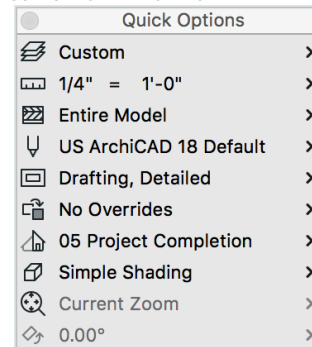 Quick Options
Custom
1/4" = 1'-0"
Entire Model
US ArchiCAD 18 Default
Drafting, Detailed
No Overrides
05 Project Completion
Simple Shading
Current Zoom
0.00°